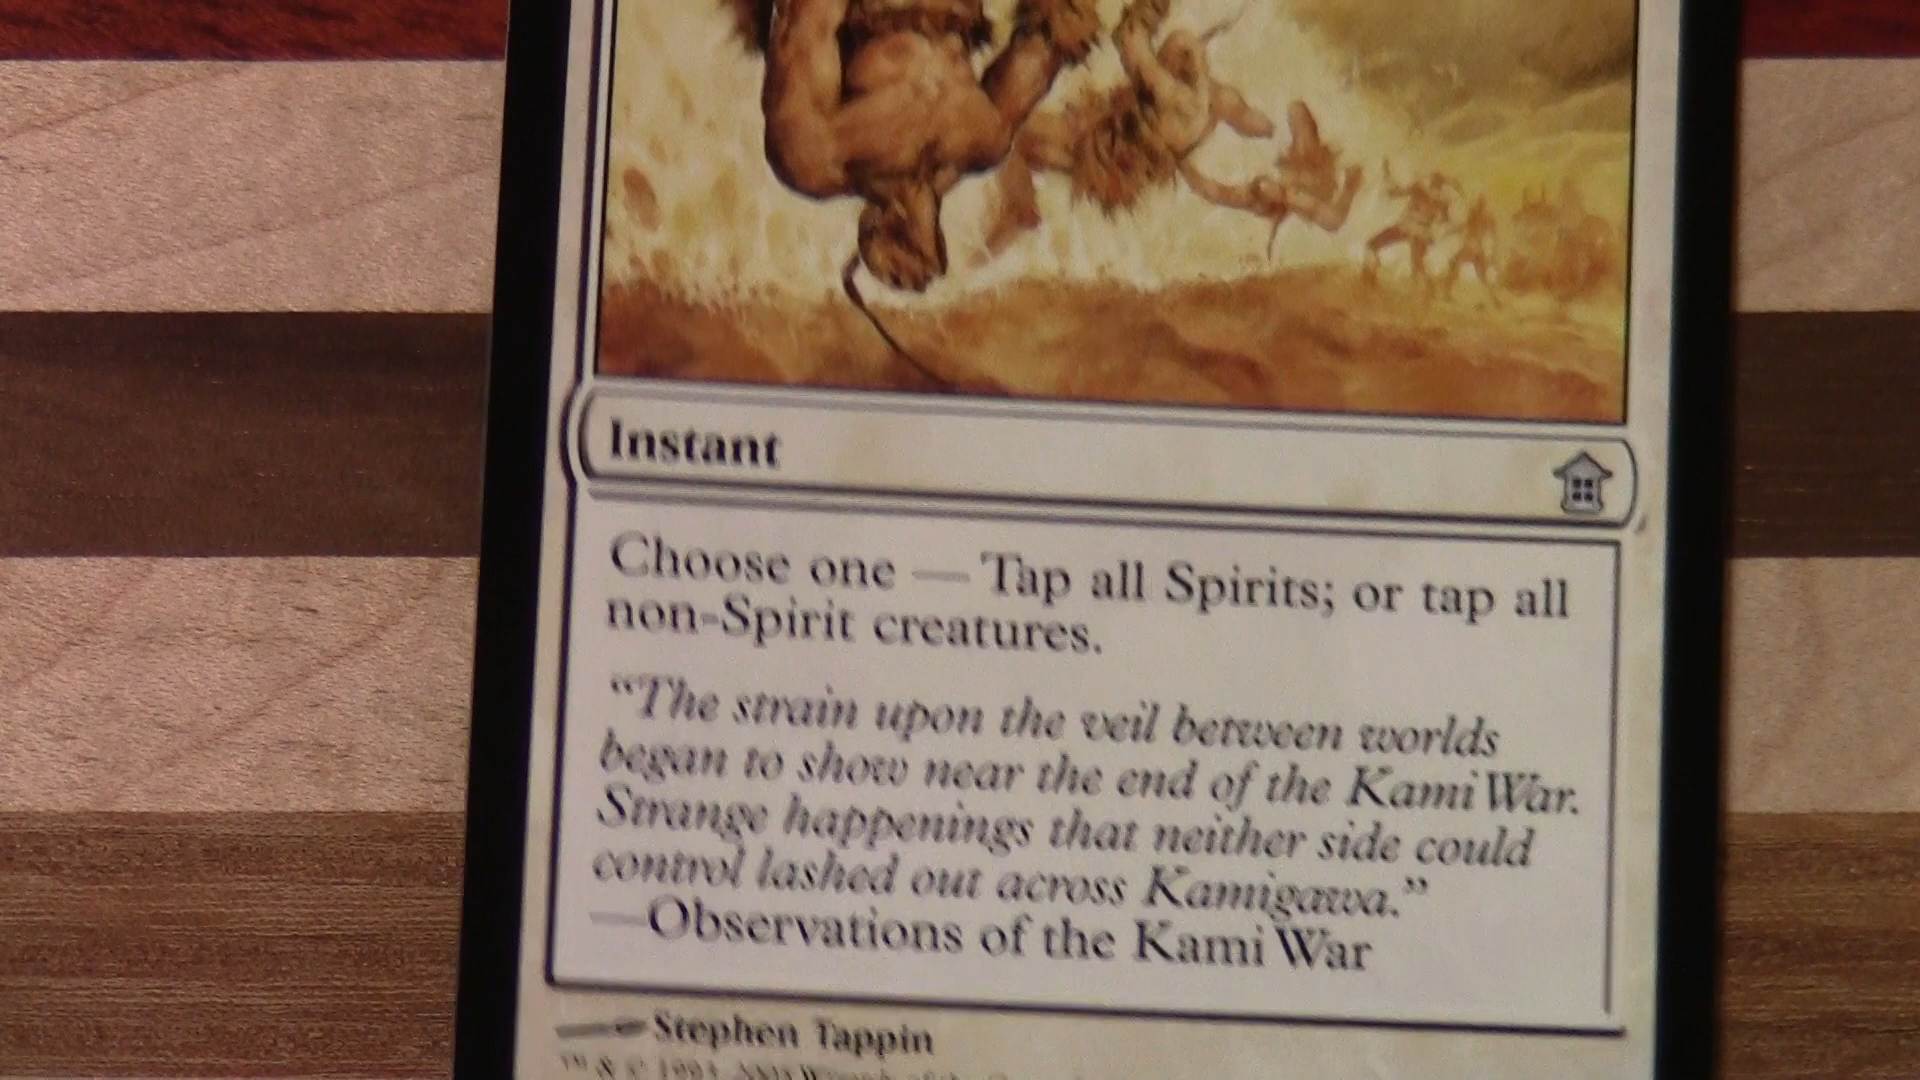 Instant
Choose one — Tap all Spirits; or tap all
non-Spirit creatures.
“The strain upon the veil between worlds
began to show near the end of the Kami War.
Strange happenings that neither side could
control lashed out across Kamigawa.”
—Observations of the Kami War
Stephen Tappin
™ & © 1993